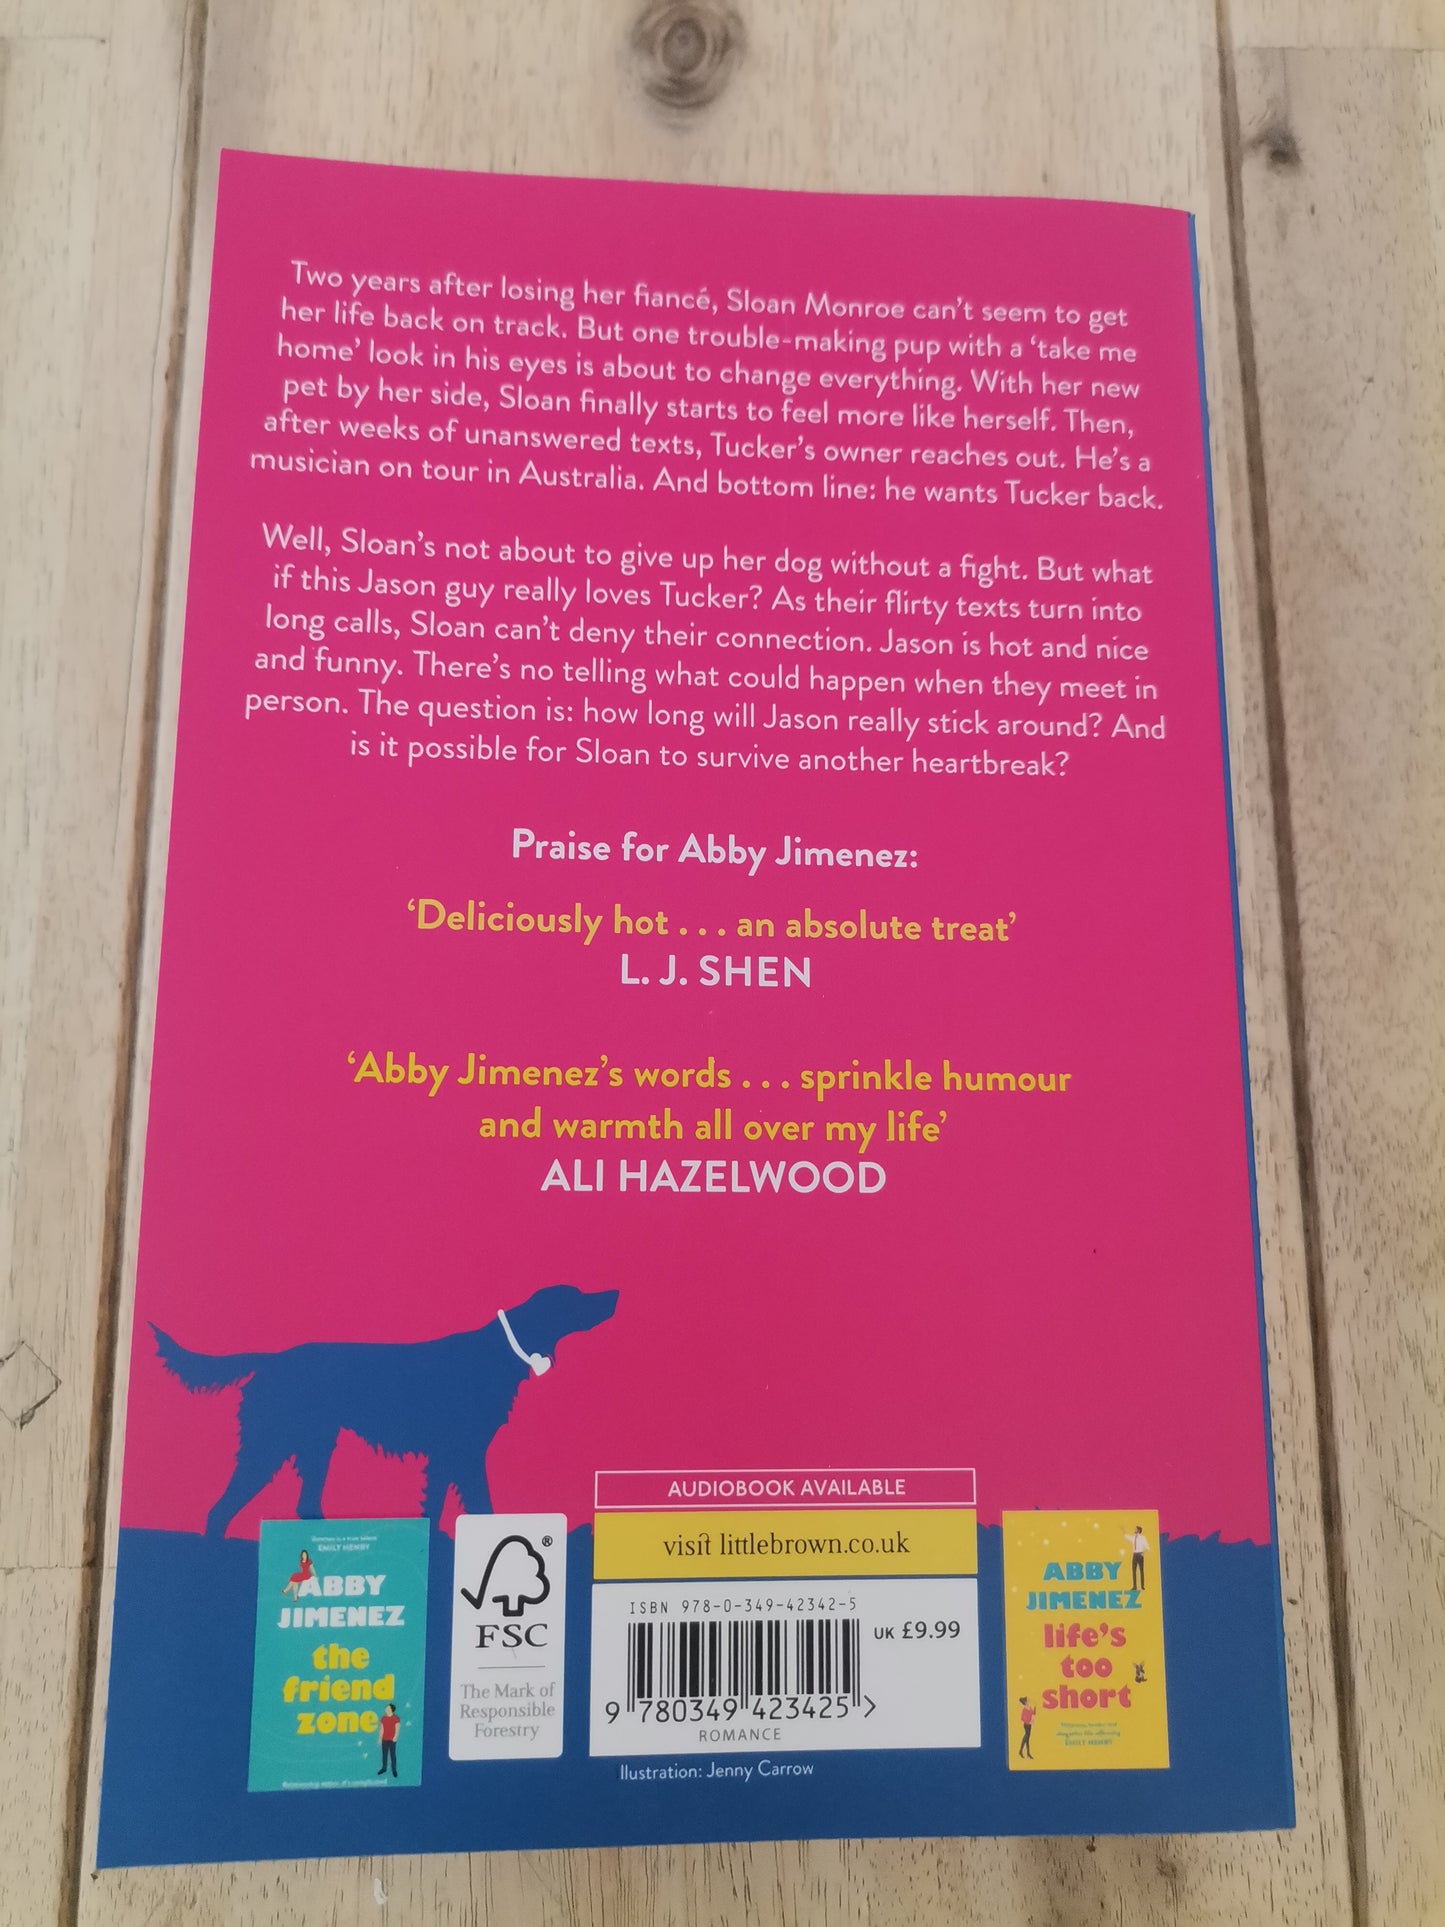 Two years after losing her fiancé, Sloan Monroe can't seem to get
her life back on track. But one trouble-making pup with a ‘take me
home’ look in his eyes is about to change everything. With her new
pet by her side, Sloan finally starts to feel more like herself. Then,
after weeks of unanswered texts, Tucker’s owner reaches out. He’s a
musician on tour in Australia. And bottom line: he wants Tucker back.
Well, Sloan’s not about to give up her dog without a fight. But what
if this Jason guy really loves Tucker? As their flirty texts turn into
long calls, Sloan can’t deny their connection. Jason is hot and nice
and funny. There’s no telling what could happen when they meet in
person. The question is: how long will Jason really stick around? And
is it possible for Sloan to survive another heartbreak?
Praise for Abby Jimenez:
‘Deliciously hot . . . an absolute treat’
L. J. SHEN
‘Abby Jimenez’s words . . . sprinkle humour
and warmth all over my life’
ALI HAZELWOOD
AUDIOBOOK AVAILABLE
visit littlebrown.co.uk
ISBN 978-0-349-42342-5
UK £9.99
9 780349 423425 >
ROMANCE
llustration: Jenny Carrow
EMILY HENRY
ABBY
JIMENEZ
the
friend
zone
®
FSC
The Mark of
Responsible
Forestry
ABBY
JIMENEZ
life’s
too
short
EMILY HENRY